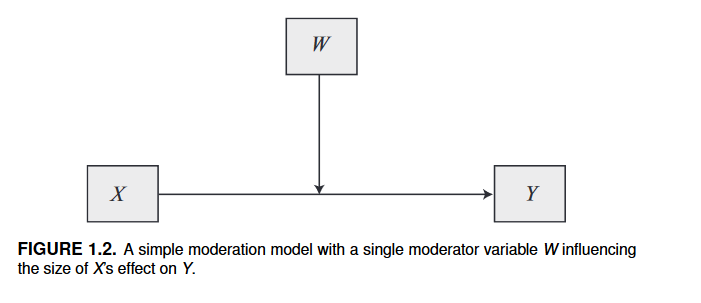 W
X
Y
FIGURE 1.2. A simple moderation model with a single moderator variable W influencing
the size of X's effect on Y.